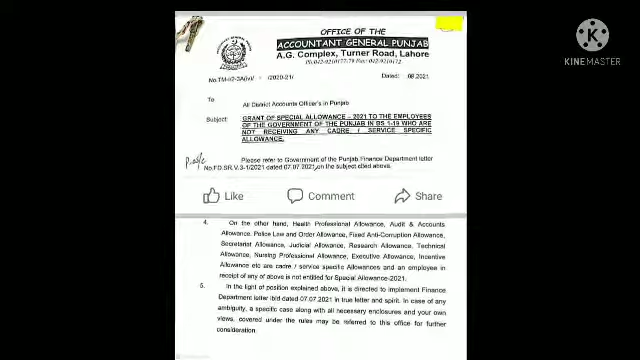 KINEMASTER
OFFICE OF THE
ACCOUNTANT GENERAL PUNJAB
A.G. Complex, Turner Road, Lahore
Dated: 08.2021
To
All District Accounts Officer's in Punjab
Subject: GRANT OF SPECIAL ALLOWANCE – 2021 TO THE EMPLOYEES
OF THE GOVERNMENT OF THE PUNJAB IN BS 1-19 WHO ARE
NOT RECEIVING ANY CADRE / SERVICE SPECIFIC
ALLOWANCE.
Please refer to Government of the Punjab Finance Department letter
No.FD.SR.V.3-1/2021 dated 07.07.2021, on the subject cited above.
Like Comment Share
4. On the other hand, Health Professional Allowance, Audit & Accounts
Allowance, Police Law and Order Allowance, Fixed Anti-Corruption Allowance,
Secretariat Allowance, Judicial Allowance, Research Allowance, Technical
Allowance, Nursing Professional Allowance, Executive Allowance, Incentive
Allowance etc are cadre / service specific Allowances and an employee in
receipt of any of above is not entitled for Special Allowance-2021.
5. In the light of position explained above, it is directed to implement Finance
Department letter ibid dated 07.07.2021 in true letter and spirit. In case of any
ambiguity, a specific case along with all necessary enclosures and your own
views, covered under the rules may be referred to this office for further
consideration.